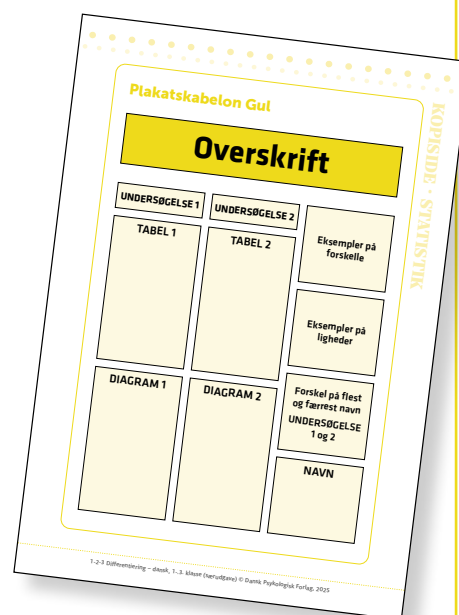 Plakatskabelon Gul
KOPISIDE · STATISTIK
Overskrift
UNDERSØGELSE 1
UNDERSØGELSE 2
TABEL 1
TABEL 2
Eksempler på
forskelle
Eksempler på
ligheder
DIAGRAM 1
DIAGRAM 2
Forskel på flest
og færrest navn
UNDERSØGELSE
1 og 2
NAVN
1-2-3 Differentiering – dansk, 1.-3. klasse (nærudgave) © Dansk Psykologisk Forlag, 2025